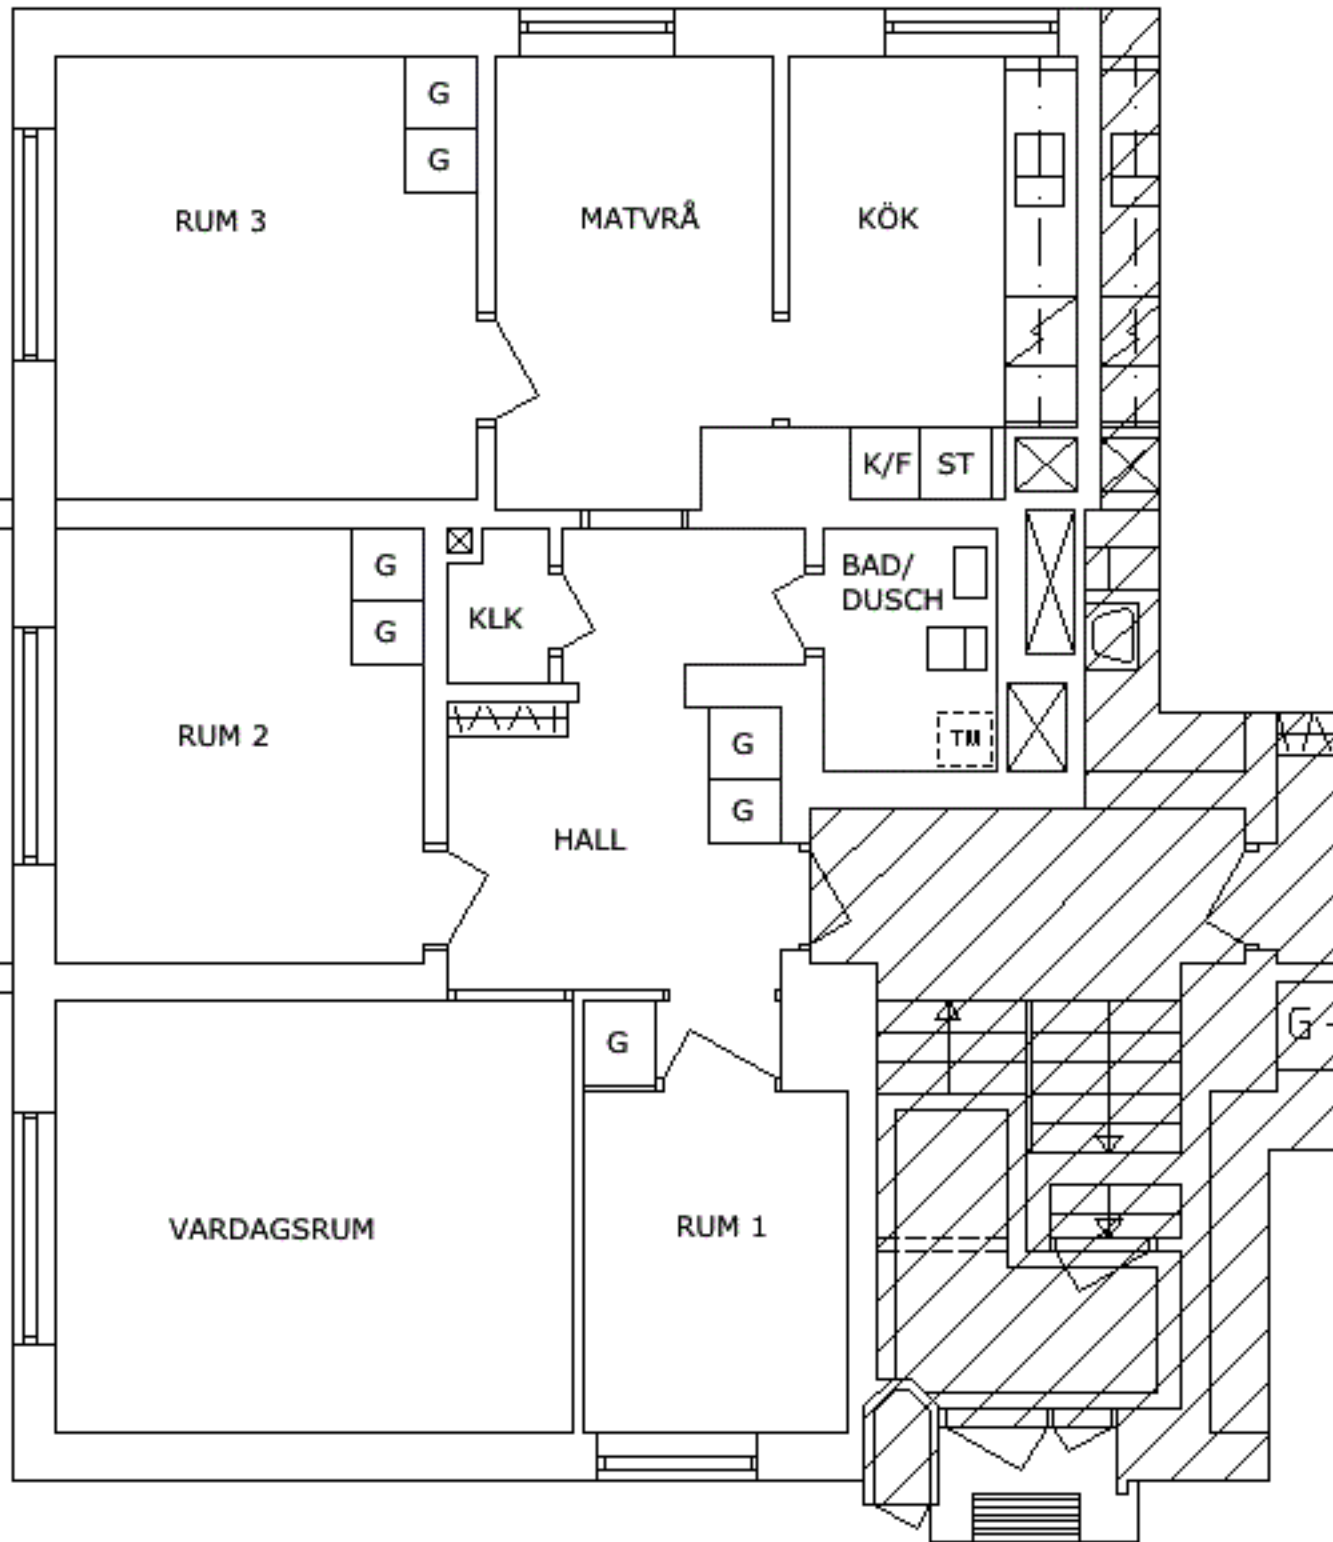 G
G
RUM 3
MATVRÅ
KÖK
K/F
ST
G
G
KLK
BAD/
DUSCH
RUM 2
G
TM
G
HALL
G
G
VARDAGSRUM
RUM 1